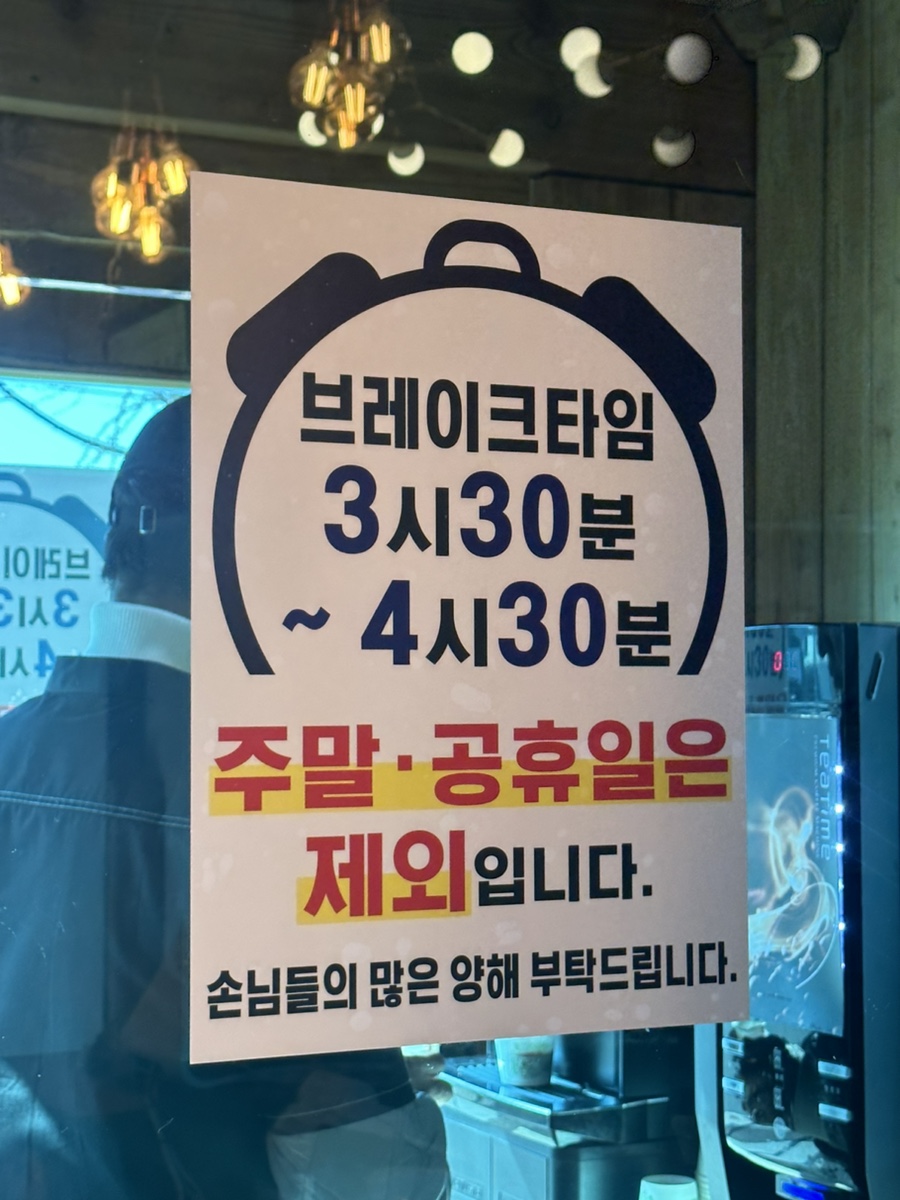 브레이크타임
3시30분
~ 4시30분
주말·공휴일은
제외입니다.
손님들의 많은 양해 부탁드립니다.
Teatime